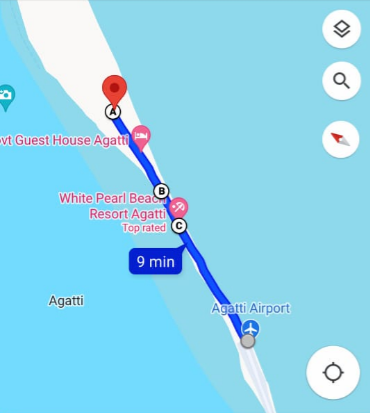 A
ovt Guest House Agatti
B
White Pearl Beach
Resort Agatti
Top rated
C
9 min
Agatti
Agatti Airport